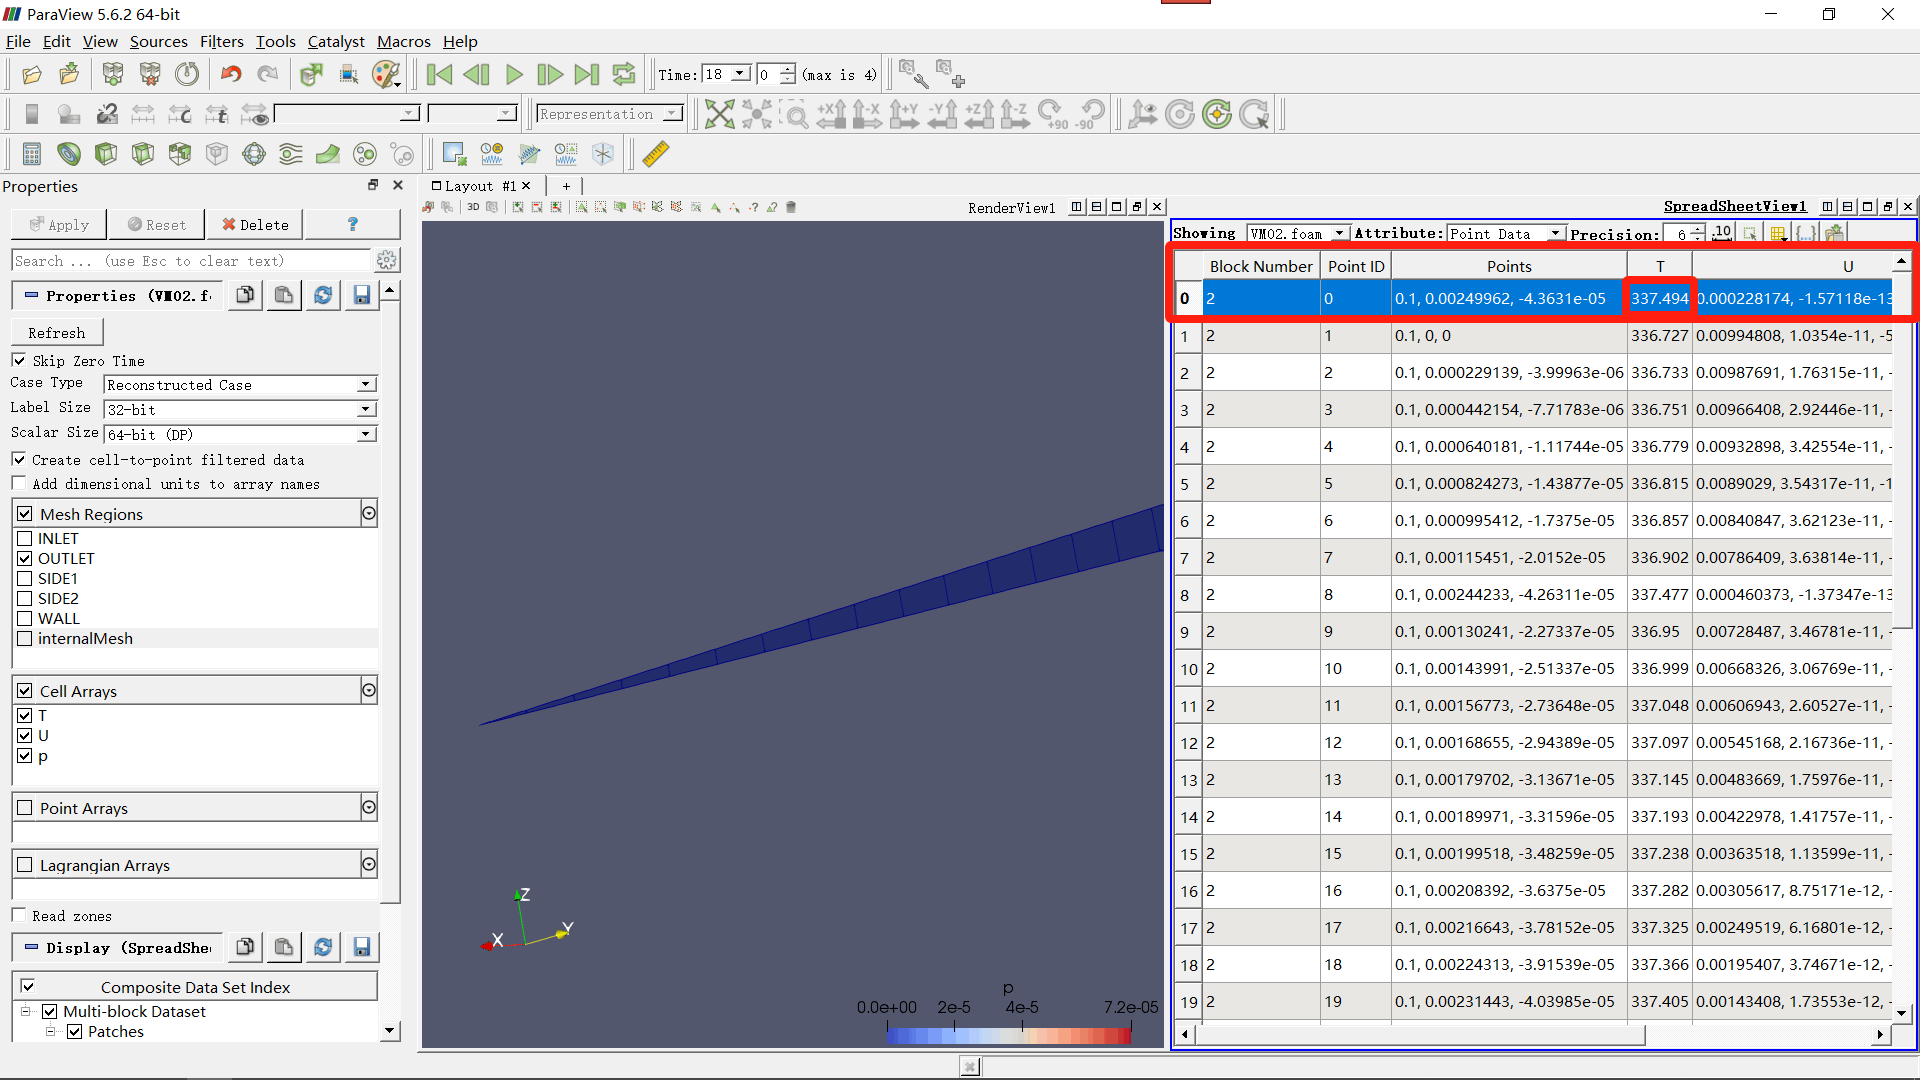 ParaView 5.6.2 64-bit
File Edit View Sources Filters Tools Catalyst Macros Help
Time: 18 0 (max is 4)
Representation
+X -X +Y -Y +Z -Z +90 -90
Properties
Apply Reset Delete ?
Search ... (use Esc to clear text)
Properties (VM02.f
Refresh
Skip Zero Time
Case Type Reconstructed Case
Label Size 32-bit
Scalar Size 64-bit (DP)
Create cell-to-point filtered data
Add dimensional units to array names
Mesh Regions
INLET
OUTLET
SIDE1
SIDE2
WALL
internalMesh
Cell Arrays
T
U
p
Point Arrays
Lagrangian Arrays
Read zones
Display (SpreadShe
Composite Data Set Index
Multi-block Dataset
Patches
Layout #1 +
3D
RenderView1
Z
Y
X
p
0.0e+00 2e-5 4e-5 7.2e-05
SpreadSheetView1
Showing VM02.foam Attribute: Point Data Precision: 6 .10
Block Number Point ID Points T U
0 2 0 0.1, 0.00249962, -4.3631e-05 337.494 0.000228174, -1.57118e-13
1 2 1 0.1, 0, 0 336.727 0.00994808, 1.0354e-11, -5
2 2 2 0.1, 0.000229139, -3.99963e-06 336.733 0.00987691, 1.76315e-11, -
3 2 3 0.1, 0.000442154, -7.71783e-06 336.751 0.00966408, 2.92446e-11, -
4 2 4 0.1, 0.000640181, -1.11744e-05 336.779 0.00932898, 3.42554e-11, -
5 2 5 0.1, 0.000824273, -1.43877e-05 336.815 0.0089029, 3.54317e-11, -1
6 2 6 0.1, 0.000995412, -1.7375e-05 336.857 0.00840847, 3.62123e-11, -
7 2 7 0.1, 0.00115451, -2.0152e-05 336.902 0.00786409, 3.63814e-11, -
8 2 8 0.1, 0.00244233, -4.26311e-05 337.477 0.000460373, -1.37347e-13
9 2 9 0.1, 0.00130241, -2.27337e-05 336.95 0.00728487, 3.46781e-11, -
10 2 10 0.1, 0.00143991, -2.51337e-05 336.999 0.00668326, 3.06769e-11, -
11 2 11 0.1, 0.00156773, -2.73648e-05 337.048 0.00606943, 2.60527e-11, -
12 2 12 0.1, 0.00168655, -2.94389e-05 337.097 0.00545168, 2.16736e-11, -
13 2 13 0.1, 0.00179702, -3.13671e-05 337.145 0.00483669, 1.75976e-11, -
14 2 14 0.1, 0.00189971, -3.31596e-05 337.193 0.00422978, 1.41757e-11, -
15 2 15 0.1, 0.00199518, -3.48259e-05 337.238 0.00363518, 1.13599e-11, -
16 2 16 0.1, 0.00208392, -3.6375e-05 337.282 0.00305617, 8.75171e-12, -
17 2 17 0.1, 0.00216643, -3.78152e-05 337.325 0.00249519, 6.16801e-12, -
18 2 18 0.1, 0.00224313, -3.91539e-05 337.366 0.00195407, 3.74671e-12, -
19 2 19 0.1, 0.00231443, -4.03985e-05 337.405 0.00143408, 1.73553e-12, -